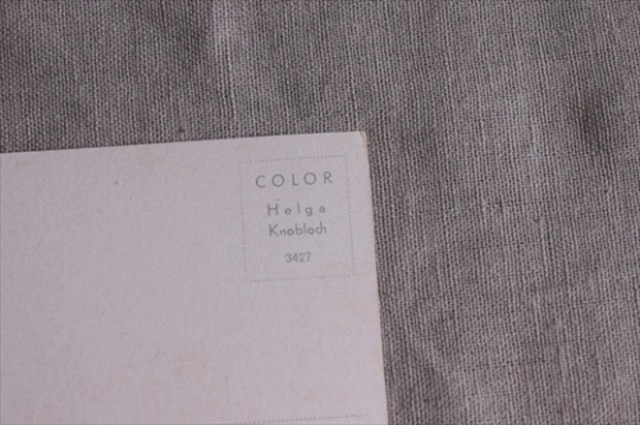 COLOR
Helga
Knobloch
3427